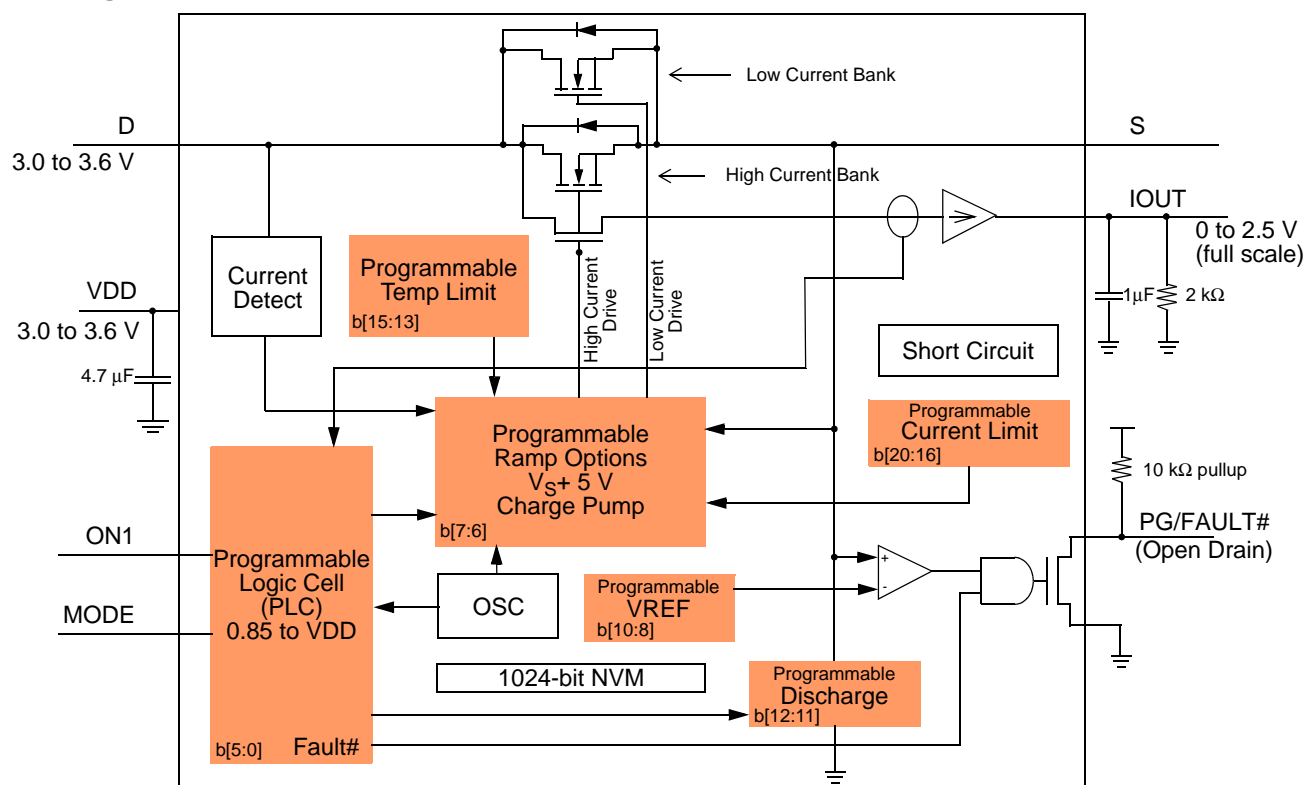 Low Current Bank
D
S
3.0 to 3.6 V
High Current Bank
IOUT
0 to 2.5 V
(full scale)
Current
Detect
Programmable
Temp Limit
b[15:13]
High Current
Drive
Low Current
Drive
1µF
2 kΩ
VDD
3.0 to 3.6 V
4.7 µF
Short Circuit
Programmable
Ramp Options
VS+ 5 V
Charge Pump
b[7:6]
Programmable
Current Limit
b[20:16]
10 kΩ pullup
PG/FAULT#
(Open Drain)
ON1
MODE
Programmable
Logic Cell
(PLC)
0.85 to VDD
b[5:0]
Fault#
OSC
Programmable
VREF
b[10:8]
+
-
1024-bit NVM
Programmable
Discharge
b[12:11]